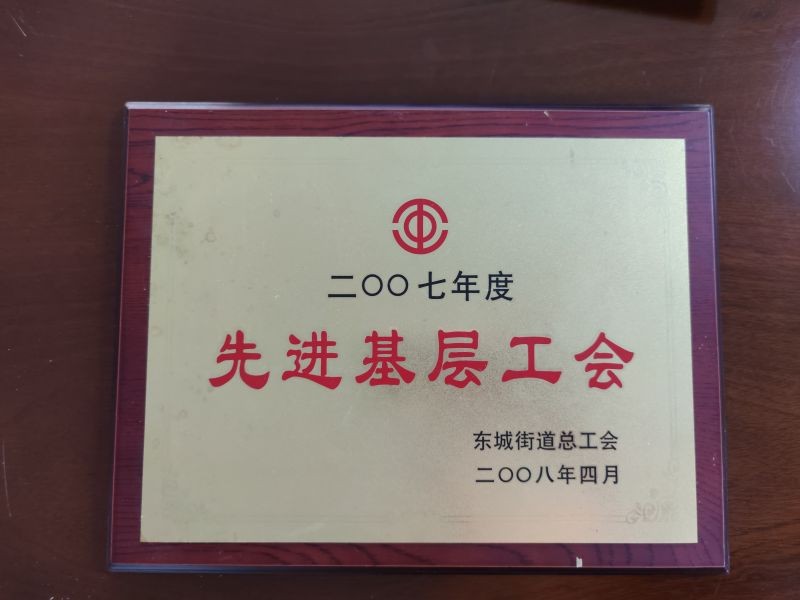 二〇〇七年度
先进基层工会
东城街道总工会
二〇〇八年四月